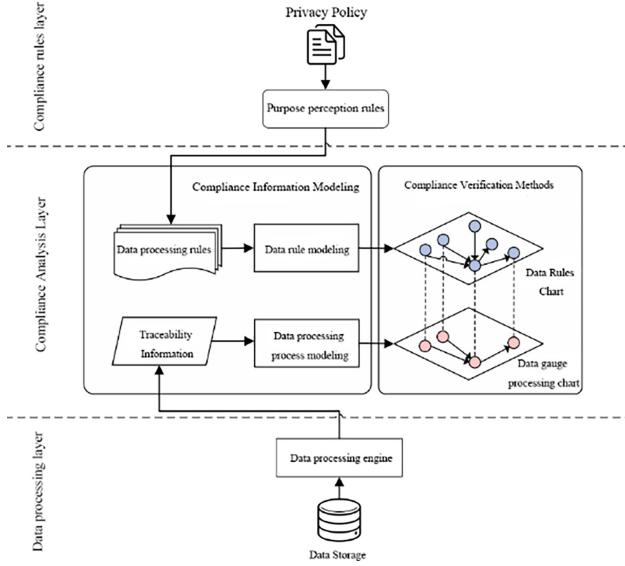 Compliance rules layer
Privacy Policy
Purpose perception rules
Compliance Analysis Layer
Compliance Information Modeling
Compliance Verification Methods
Data processing rules
Data rule modeling
Data Rules
Chart
Traceability
Information
Data processing
process modeling
Data gauge
processing chart
Data processing layer
Data processing engine
Data Storage